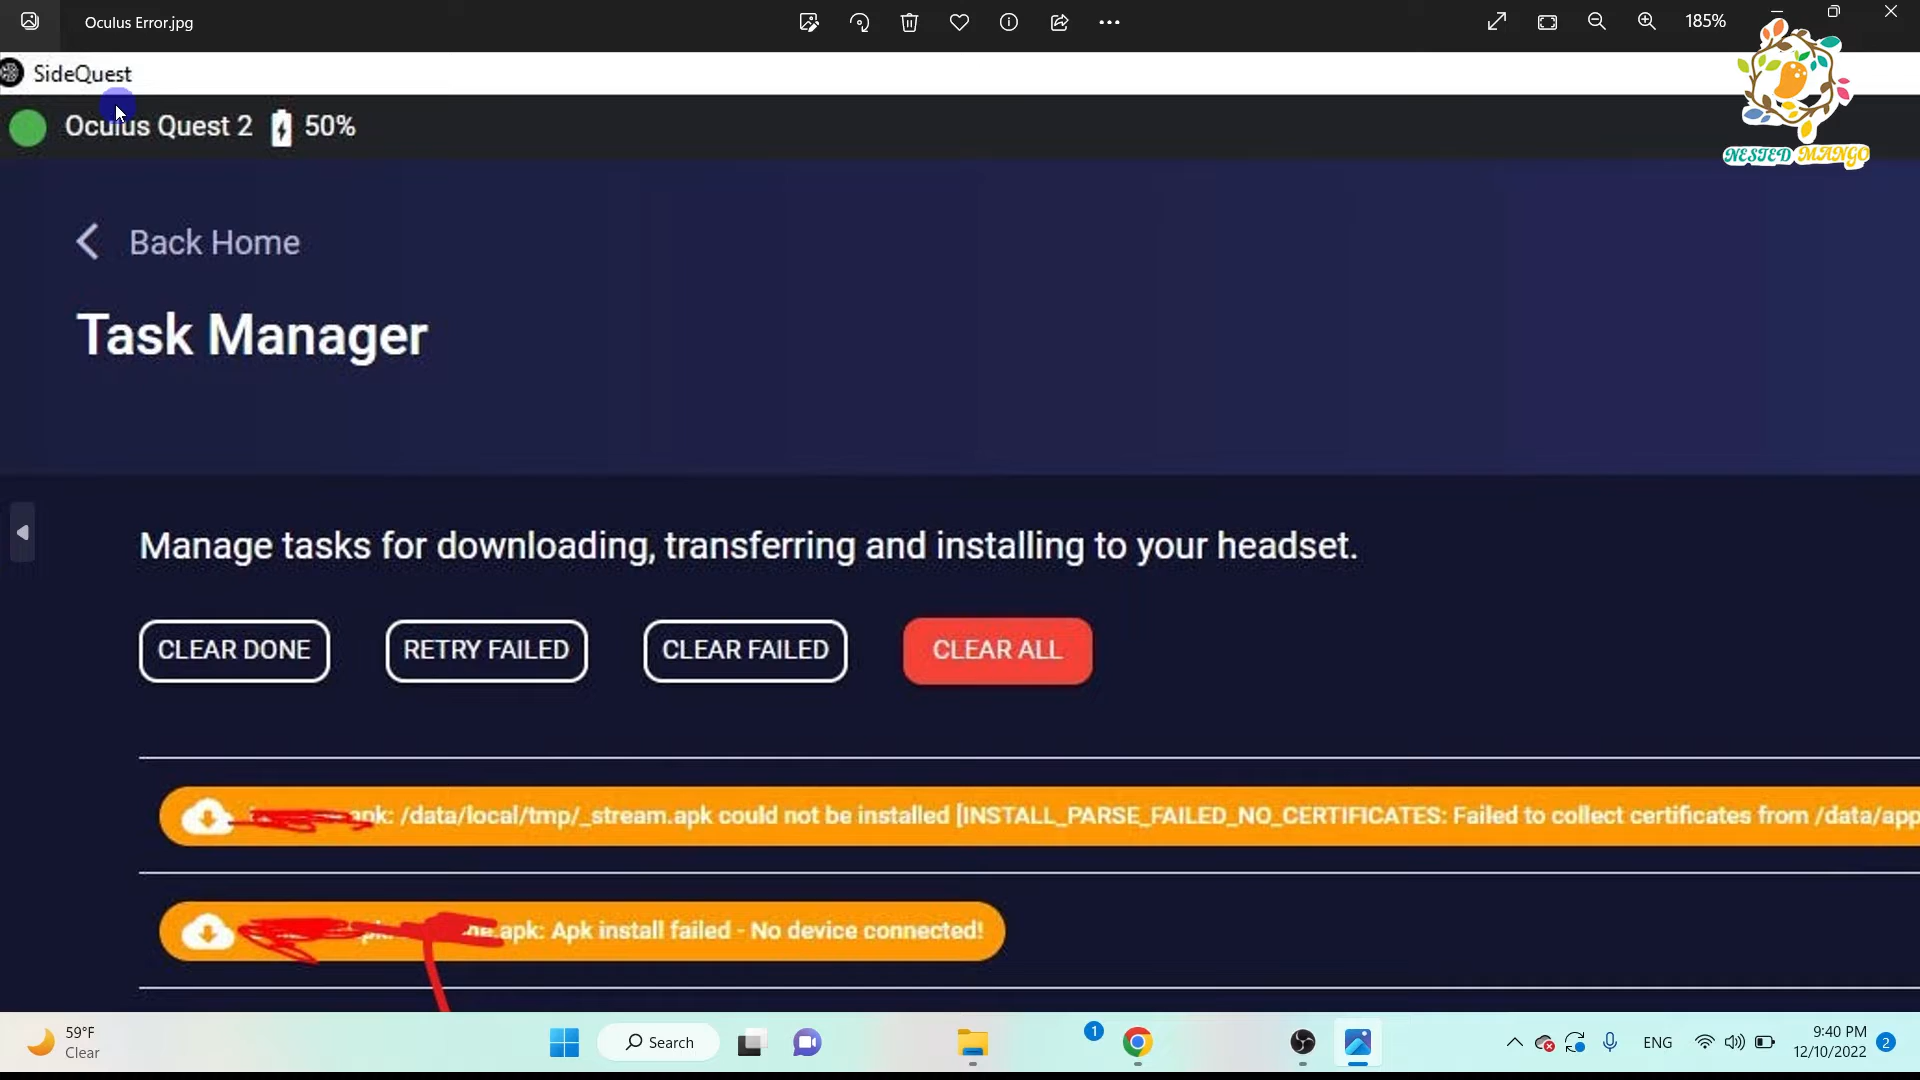 Oculus Error.jpg
185%
SideQuest
Oculus Quest 2 50%
NESTED MANGO
Back Home
Task Manager
Manage tasks for downloading, transferring and installing to your headset.
CLEAR DONE RETRY FAILED CLEAR FAILED CLEAR ALL
apk: /data/local/tmp/_stream.apk could not be installed [INSTALL_PARSE_FAILED_NO_CERTIFICATES: Failed to collect certificates from /data/app
.apk: Apk install failed - No device connected!
59°F
Clear
Search
1
ENG
9:40 PM
12/10/2022
2